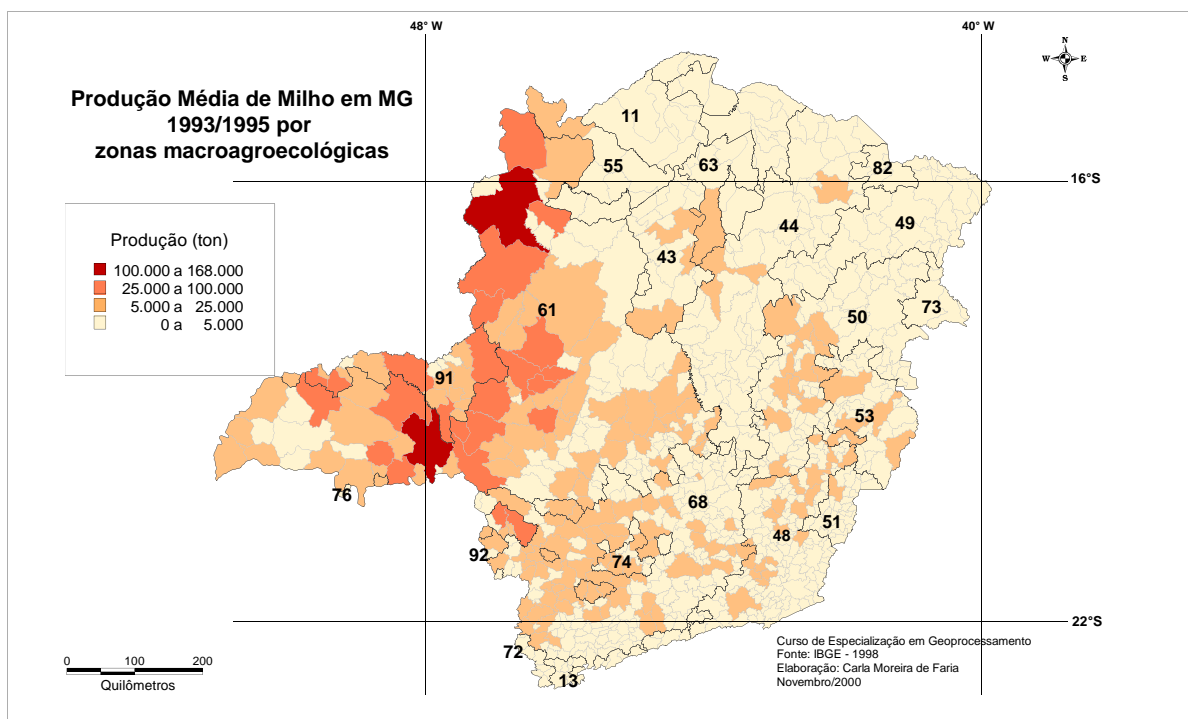 48° W
40° W
N
W
E
S
Produção Média de Milho em MG
1993/1995 por
zonas macroagroecológicas
11
55
63
82
16°S
Produção (ton)
100.000 a 168.000
25.000 a 100.000
5.000 a 25.000
0 a 5.000
44
49
43
61
50
73
91
53
76
68
51
48
92
74
22°S
72
13
0 100 200
Quilômetros
Curso de Especialização em Geoprocessamento
Fonte: IBGE - 1998
Elaboração: Carla Moreira de Faria
Novembro/2000